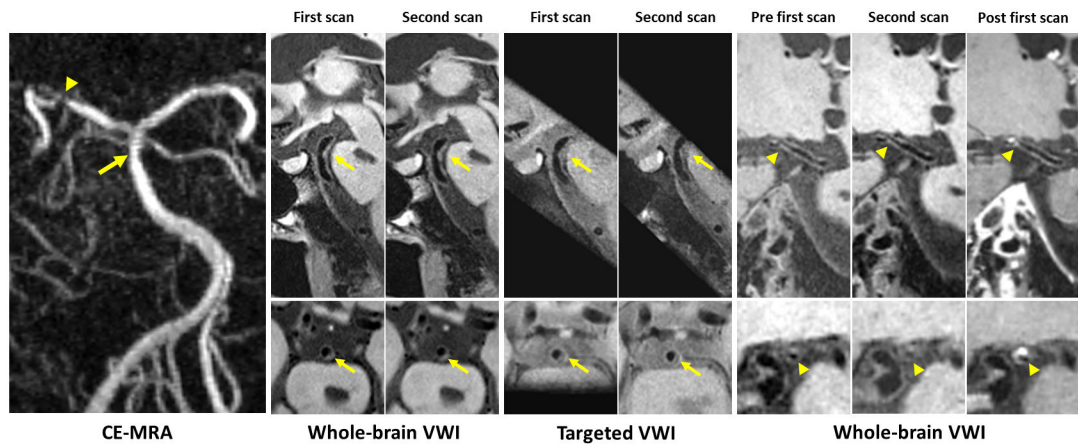 First scan Second scan First scan Second scan Pre first scan Second scan Post first scan
CE-MRA Whole-brain VWI Targeted VWI Whole-brain VWI